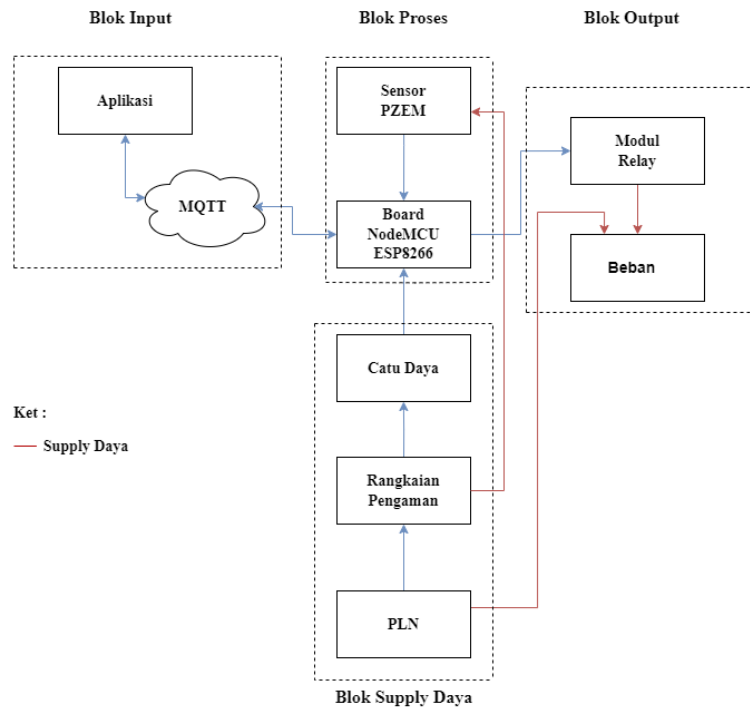 Blok Input
Blok Proses
Blok Output
Aplikasi
MQTT
Sensor
PZEM
Board
NodeMCU
ESP8266
Modul
Relay
Beban
Catu Daya
Rangkaian
Pengaman
PLN
Blok Supply Daya
Ket :
Supply Daya